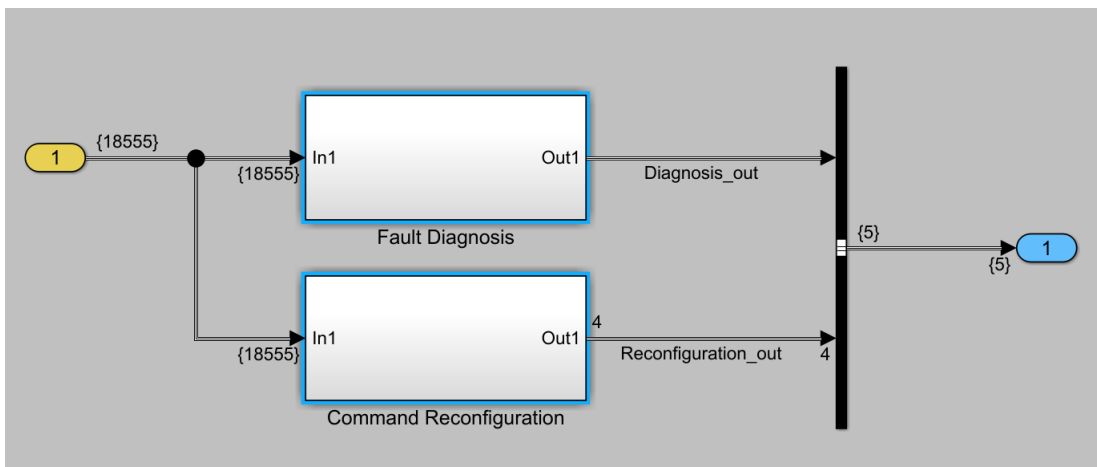 {18555}
1
In1
Out1
{18555}
Diagnosis_out
Fault Diagnosis
{5}
1
{5}
4
In1
Out1
{18555}
Reconfiguration_out
4
Command Reconfiguration